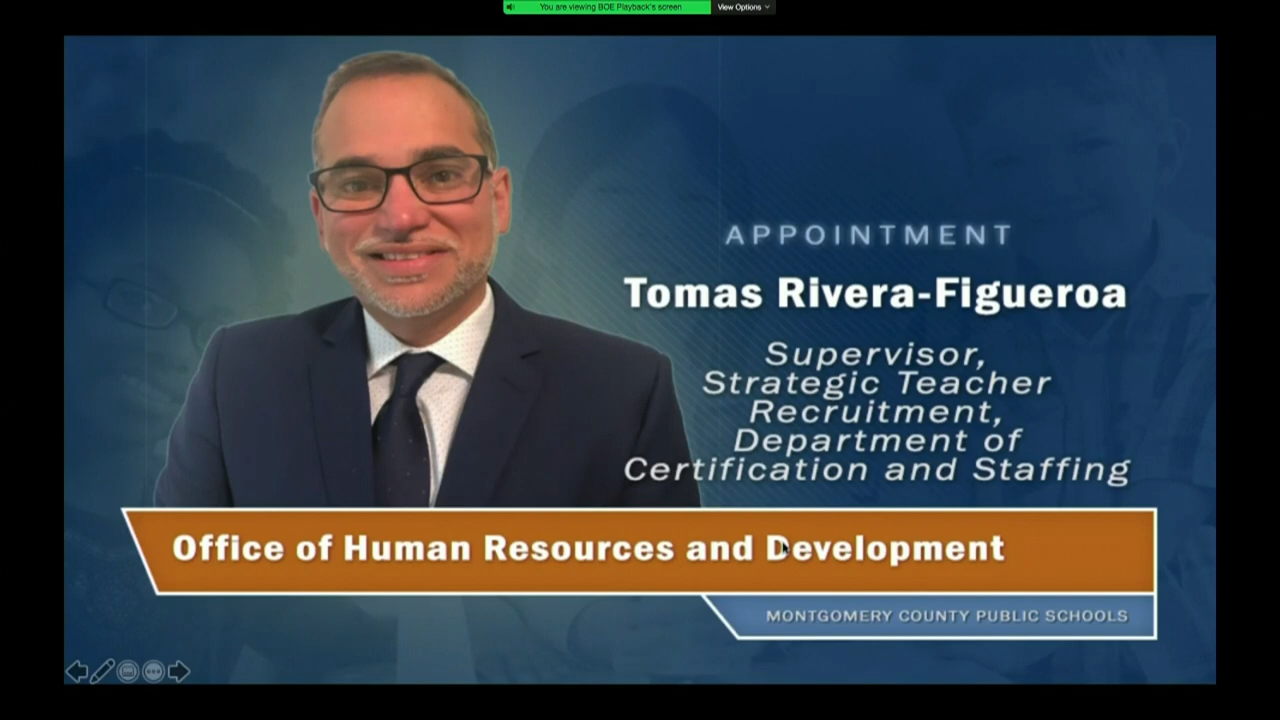 You are viewing BOE Playback's screen
View Options
APPOINTMENT
Tomas Rivera-Figueroa
Supervisor,
Strategic Teacher
Recruitment,
Department of
Certification and Staffing
Office of Human Resources and Development
MONTGOMERY COUNTY PUBLIC SCHOOLS